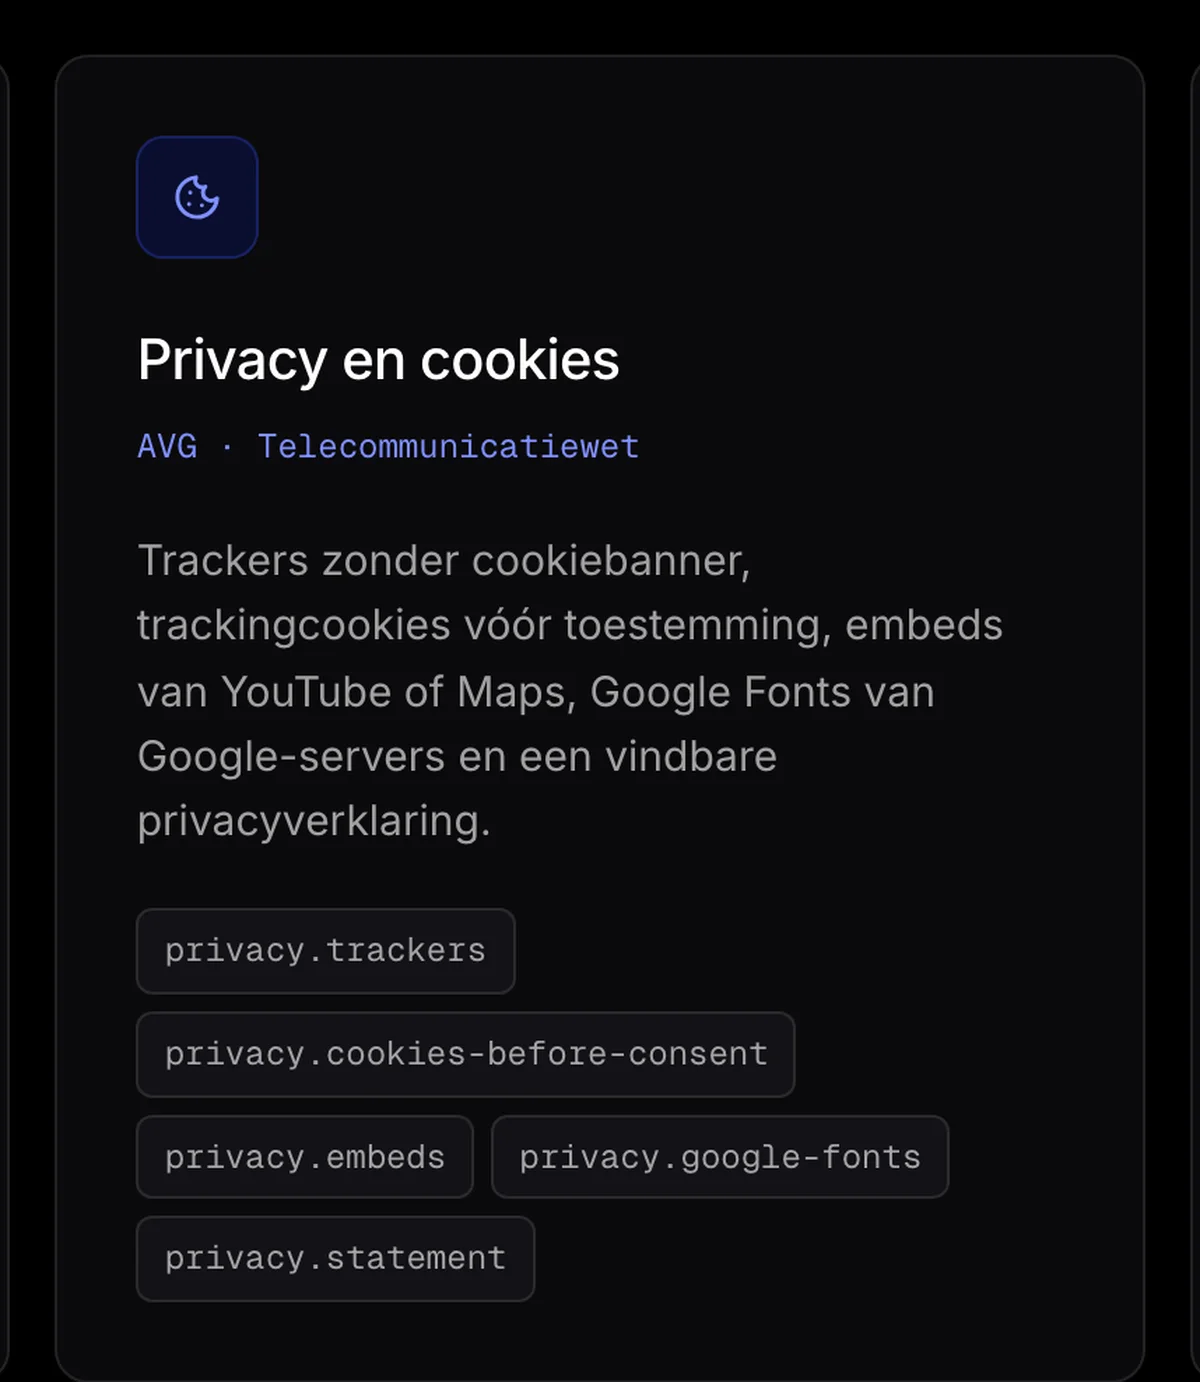 Privacy en cookies
AVG · Telecommunicatiewet
Trackers zonder cookiebanner,
trackingcookies vóór toestemming, embeds
van YouTube of Maps, Google Fonts van
Google-servers en een vindbare
privacyverklaring.
privacy.trackers
privacy.cookies-before-consent
privacy.embeds privacy.google-fonts
privacy.statement